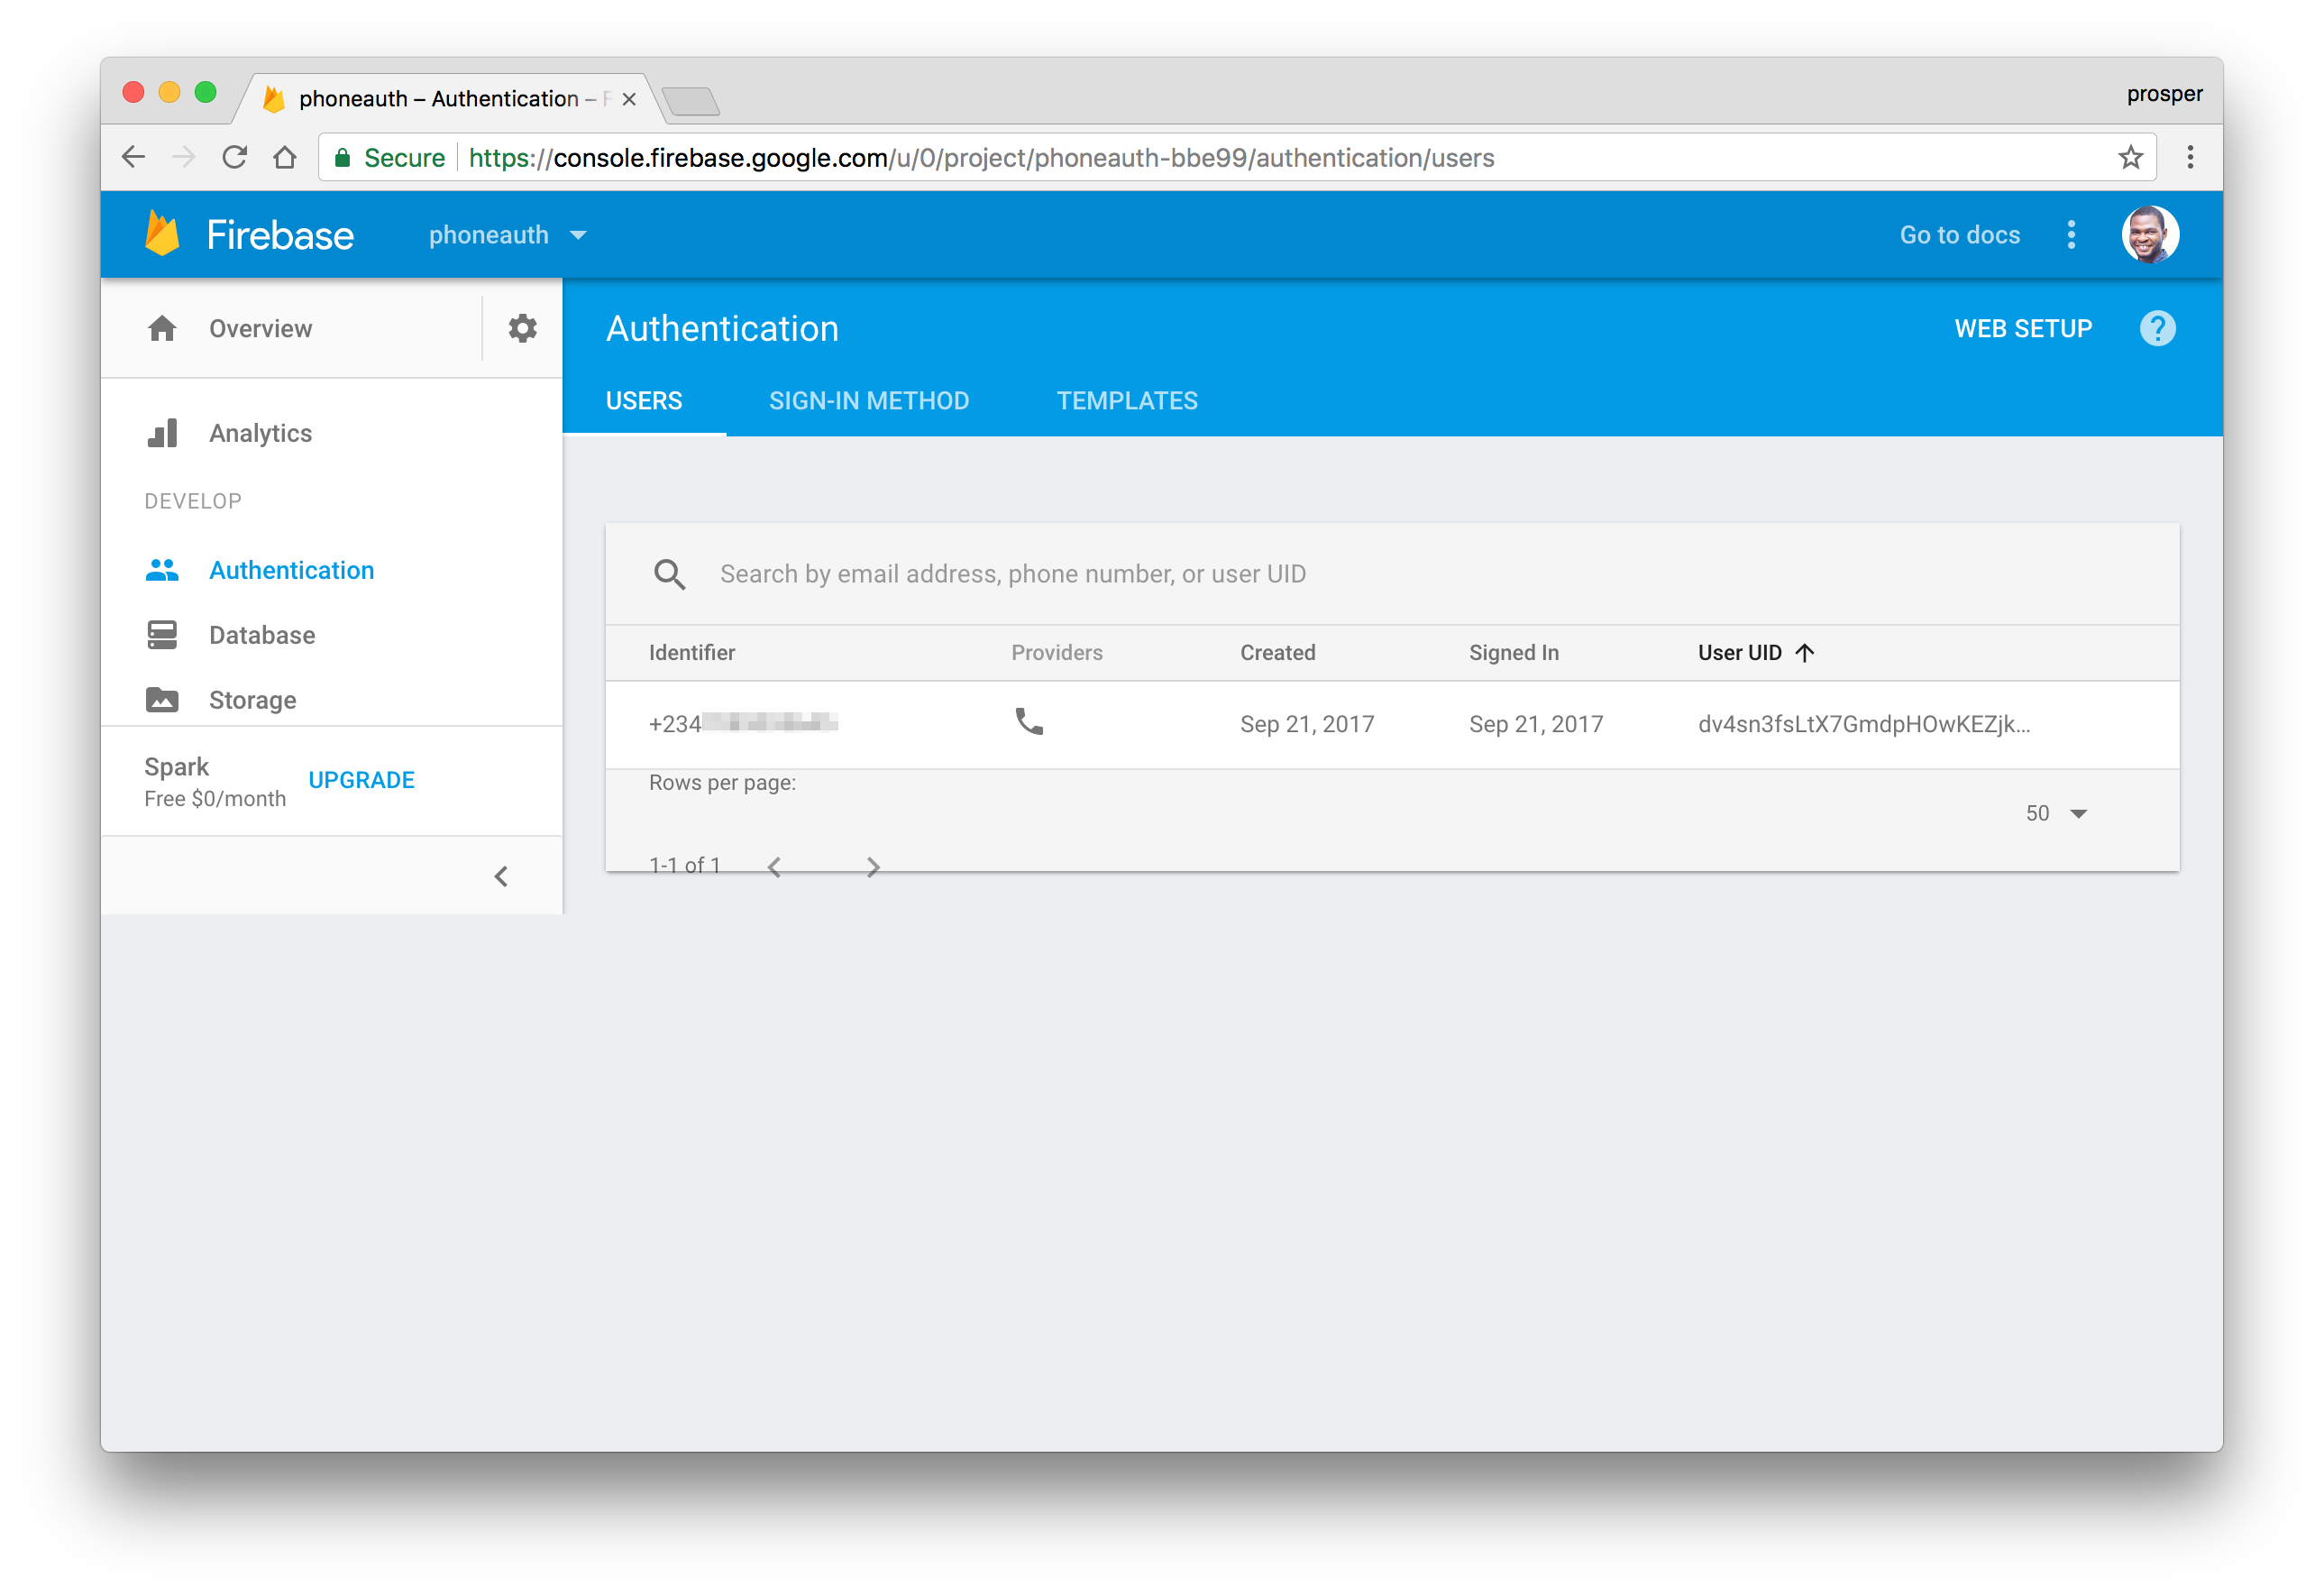 phoneauth – Authentication –
prosper
Secure
https://console.firebase.google.com/u/0/project/phoneauth-bbe99/authentication/users
Firebase
phoneauth
Go to docs
Overview
Authentication
WEB SETUP
?
USERS
SIGN-IN METHOD
TEMPLATES
Analytics
DEVELOP
Authentication
Database
Storage
Spark
Free $0/month
UPGRADE
Search by email address, phone number, or user UID
Identifier
Providers
Created
Signed In
User UID
+234
Sep 21, 2017
Sep 21, 2017
dv4sn3fsLtX7GmdpHOwKEZjk...
Rows per page:
50
1-1 of 1